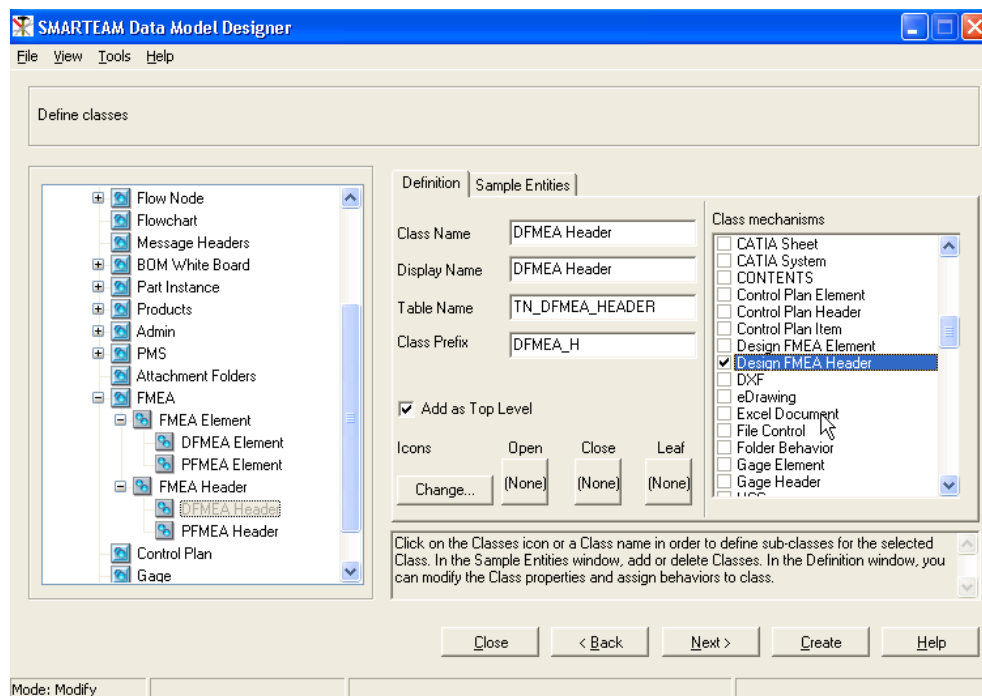 SMARTEAM Data Model Designer
File View Tools Help
Define classes
Flow Node
Flowchart
Message Headers
BOM White Board
Part Instance
Products
Admin
PMS
Attachment Folders
FMEA
FMEA Element
DFMEA Element
PFMEA Element
FMEA Header
DFMEA Header
PFMEA Header
Control Plan
Gage
Definition Sample Entities
Class Name DFMEA Header
Display Name DFMEA Header
Table Name TN_DFMEA_HEADER
Class Prefix DFMEA_H
Add as Top Level
Icons Open Close Leaf
Change... (None) (None) (None)
Class mechanisms
CATIA Sheet
CATIA System
CONTENTS
Control Plan Element
Control Plan Header
Control Plan Item
Design FMEA Element
Design FMEA Header
DXF
eDrawing
Excel Document
File Control
Folder Behavior
Gage Element
Gage Header
Click on the Classes icon or a Class name in order to define sub-classes for the selected
Class. In the Sample Entities window, add or delete Classes. In the Definition window, you
can modify the Class properties and assign behaviors to class.
Close < Back Next > Create Help
Mode: Modify